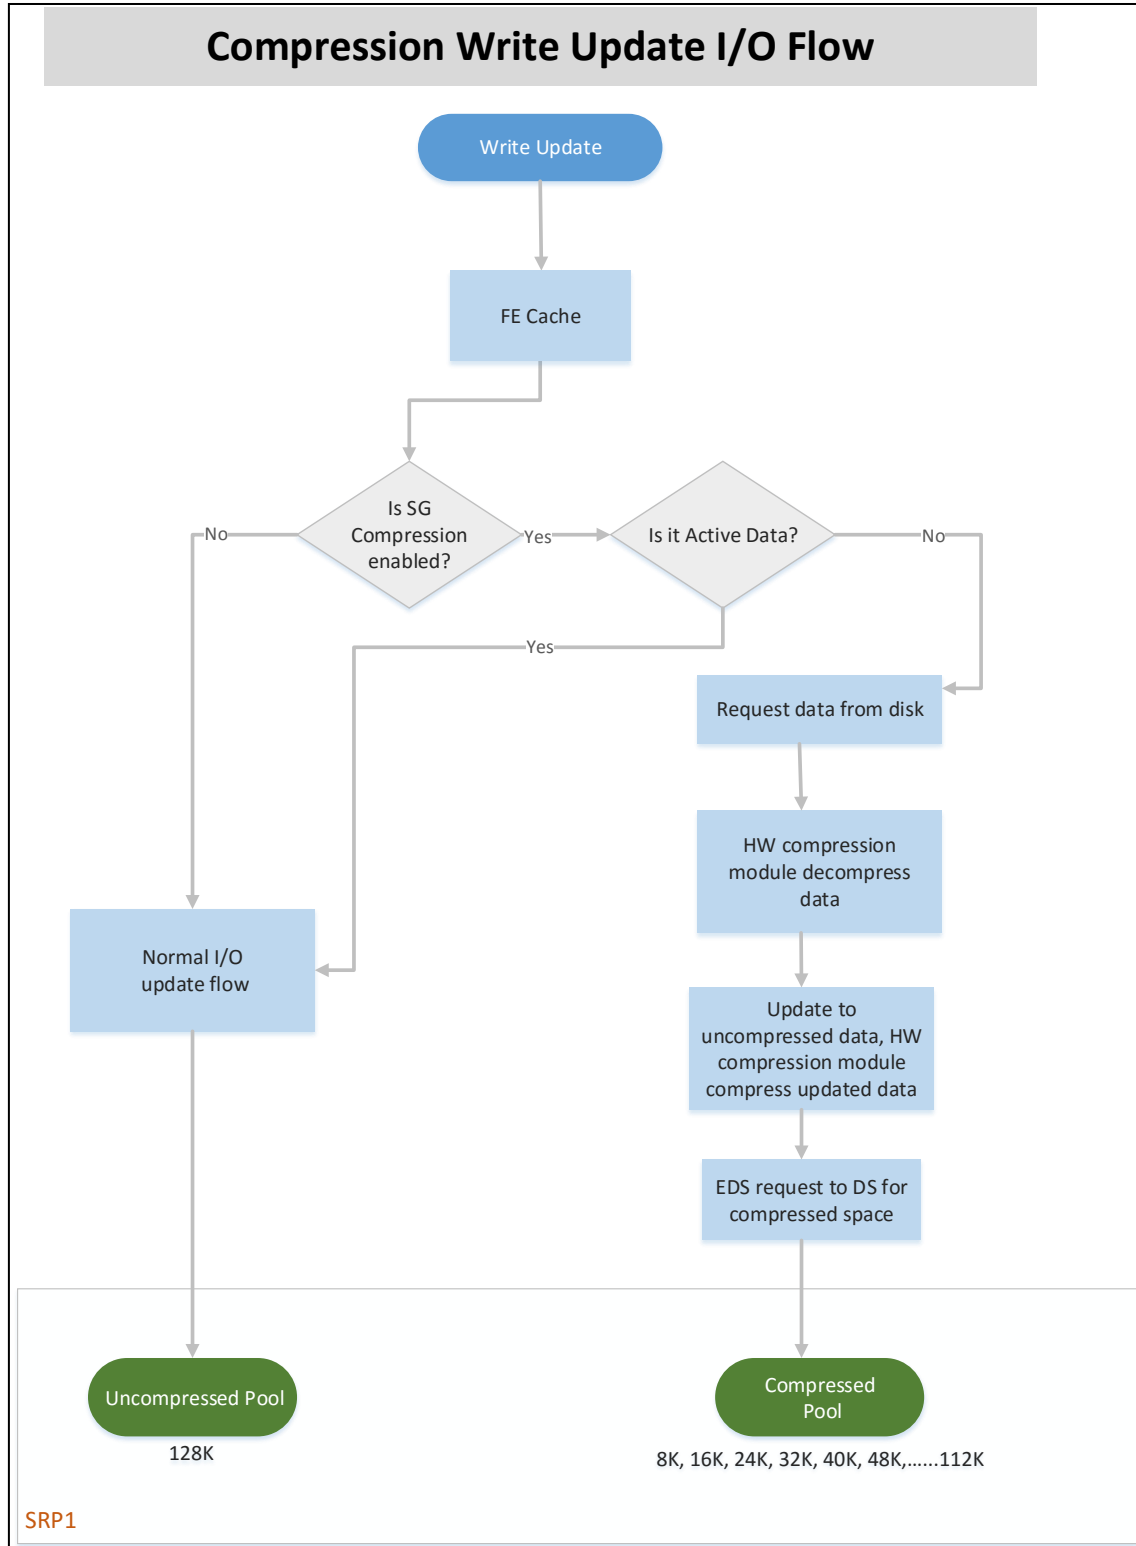 Compression Write Update I/O Flow
Write Update
FE Cache
Is SG
Compression
enabled?
Is it Active Data?
No
Yes
No
Yes
Request data from disk
HW compression
module decompress
data
Normal I/O
update flow
Update to
uncompressed data, HW
compression module
compress updated data
EDS request to DS for
compressed space
Uncompressed Pool
Compressed
Pool
128K
8K, 16K, 24K, 32K, 40K, 48K,......112K
SRP1